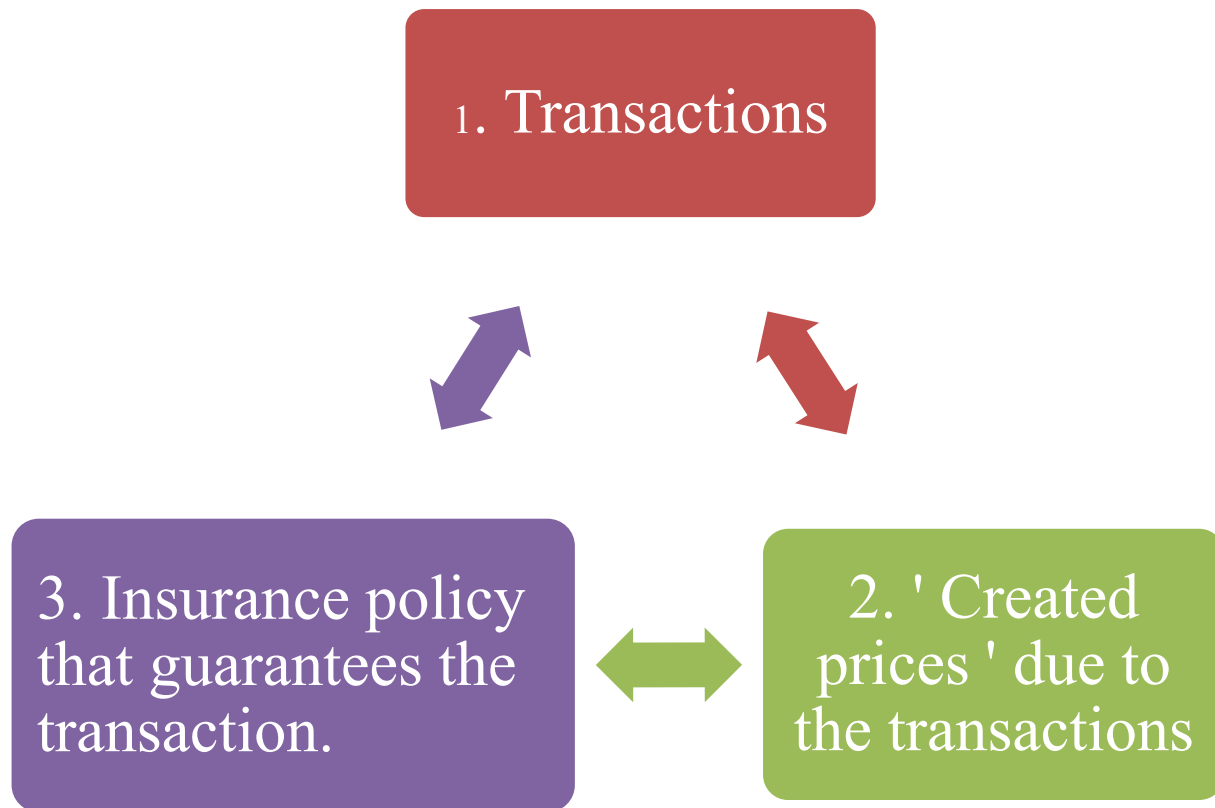 1. Transactions
3. Insurance policy
that guarantees the
transaction.
2. ' Created
prices ' due to
the transactions